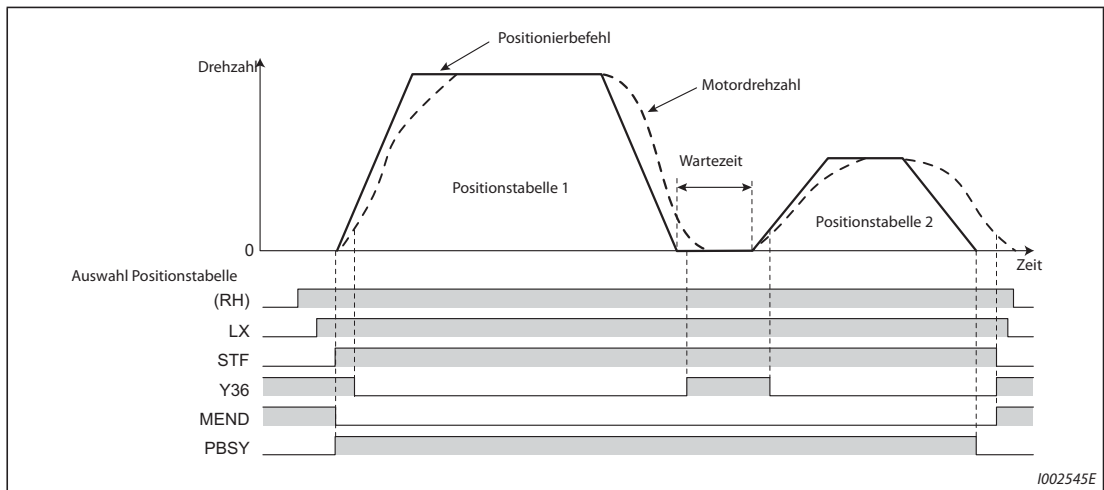 Positionierbefehl
Drehzahl
Motordrehzahl
Wartezeit
Positionstabelle 1
Positionstabelle 2
0
Zeit
Auswahl Positionstabelle
(RH)
LX
STF
Y36
MEND
PBSY
I002545E